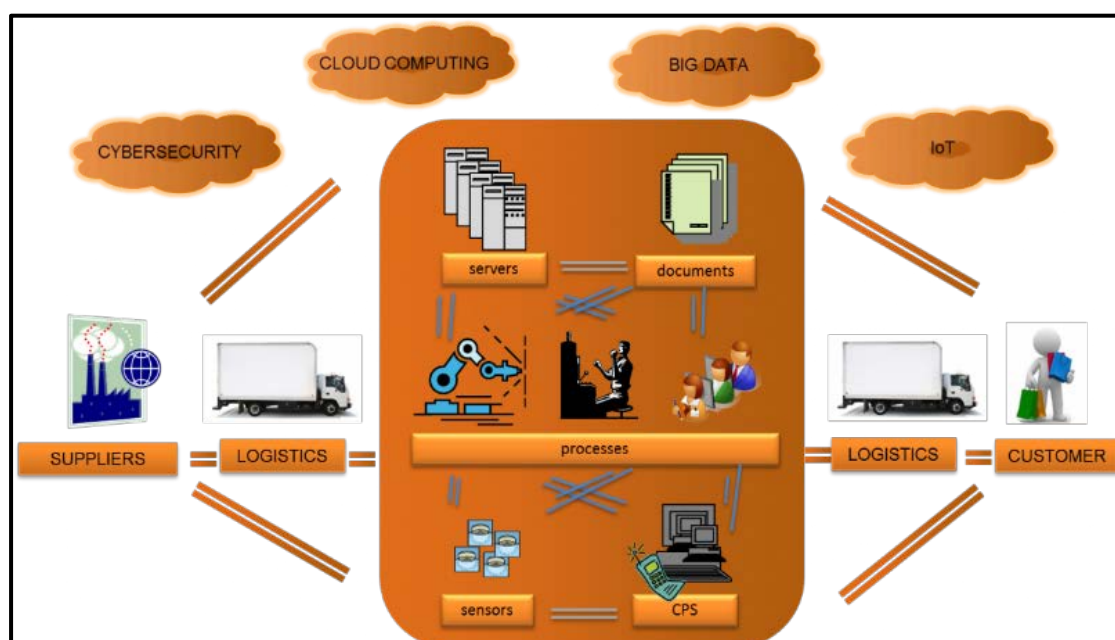 CLOUD COMPUTING
BIG DATA
CYBERSECURITY
IoT
servers
documents
SUPPLIERS
LOGISTICS
processes
LOGISTICS
CUSTOMER
sensors
CPS